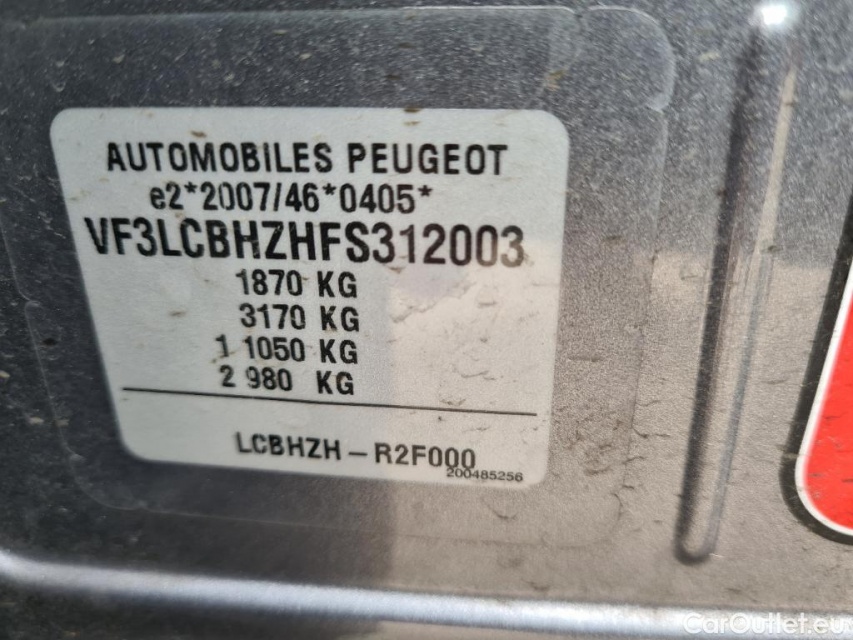 AUTOMOBILES PEUGEOT
e2*2007/46*0405*
VF3LCBHZHFS312003
1870 KG
3170 KG
1 1050 KG
2 980 KG
LCBHZH-R2F000
200485256
CarOutlet.eu